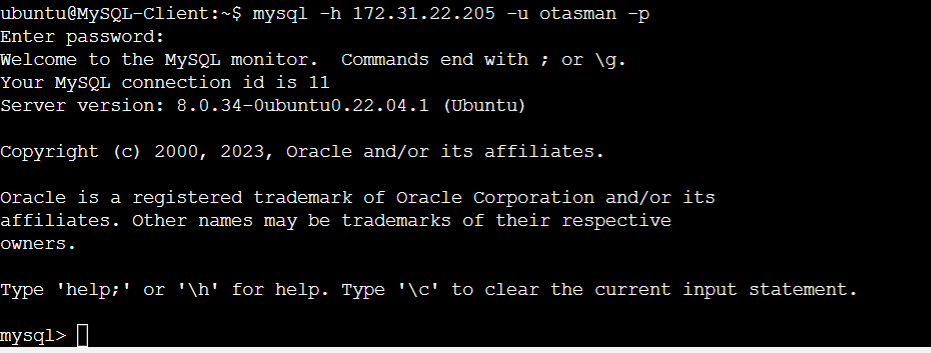 ubuntu@MySQL-Client:~$ mysql -h 172.31.22.205 -u otasman -p
Enter password:
Welcome to the MySQL monitor.  Commands end with ; or \g.
Your MySQL connection id is 11
Server version: 8.0.34-0ubuntu0.22.04.1 (Ubuntu)
Copyright (c) 2000, 2023, Oracle and/or its affiliates.
Oracle is a registered trademark of Oracle Corporation and/or its
affiliates. Other names may be trademarks of their respective
owners.
Type 'help;' or '\h' for help. Type '\c' to clear the current input statement.
mysql>